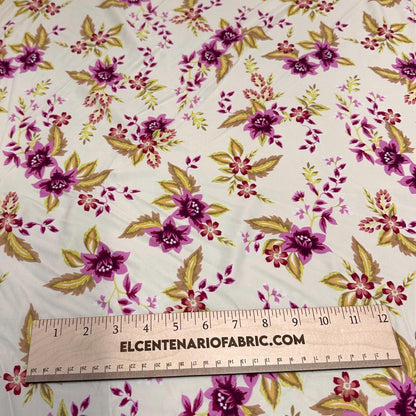 1 2 3 4 5 6 7 8 9 10 11 12
ELCENTENARIOFABRIC.COM